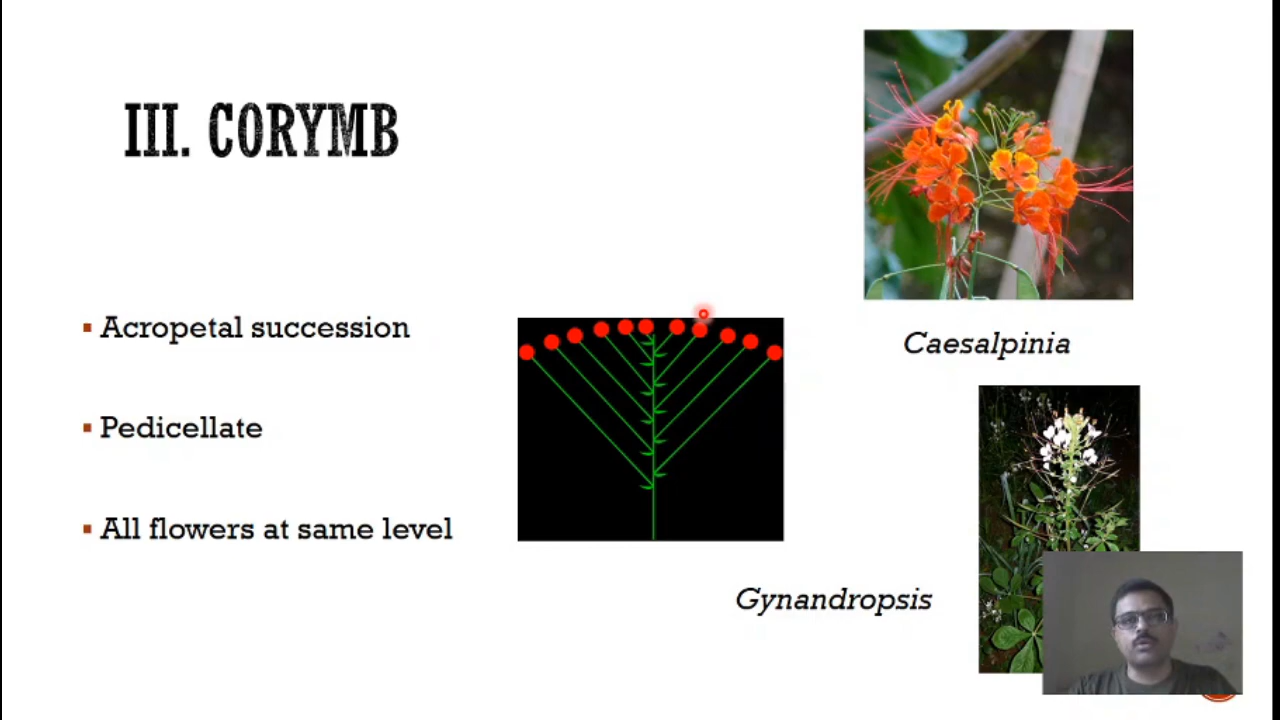 III. CORYMB
Acropetal succession
Pedicellate
All flowers at same level
Caesalpinia
Gynandropsis